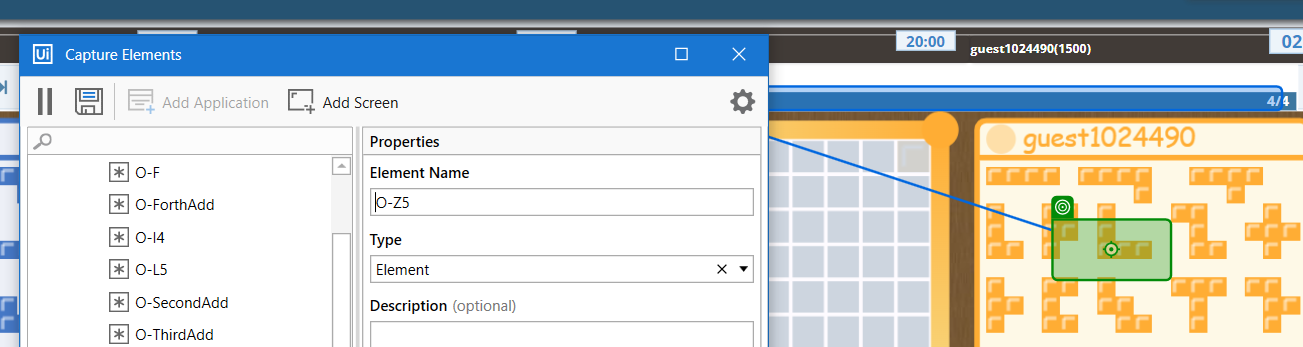 20:00
02
guest1024490(1500)
Ui Capture Elements
Add Application
Add Screen
4/4
Properties
guest1024490
O-F
Element Name
O-ForthAdd
O-Z5
O-I4
Type
O-L5
Element
O-SecondAdd
Description (optional)
O-ThirdAdd